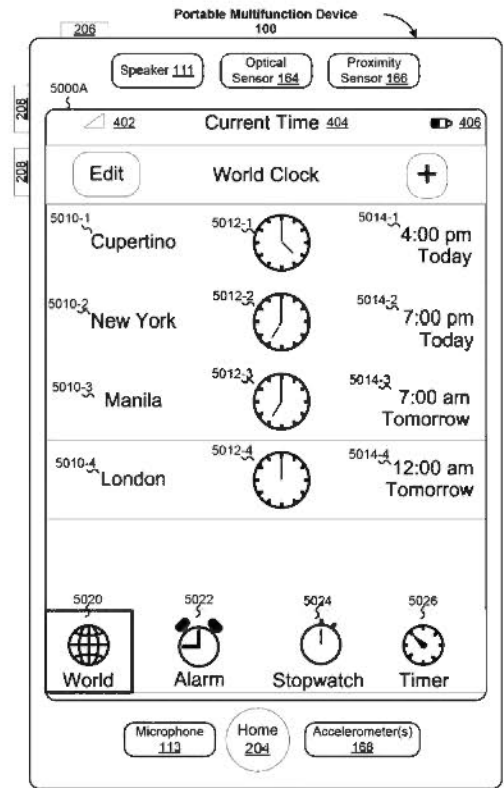 Portable Multifunction Device
100
206
Speaker 111
Optical
Sensor 164
Proximity
Sensor 166
5000A
208
402
Current Time 404
406
208
Edit
World Clock
+
5010-1
Cupertino
5012-1
5014-1
4:00 pm
Today
5010-2
New York
5012-2
5014-2
7:00 pm
Today
5010-3
Manila
5012-3
5014-3
7:00 am
Tomorrow
5010-4
London
5012-4
5014-4
12:00 am
Tomorrow
5020
5022
5024
5026
World
Alarm
Stopwatch
Timer
Microphone
113
Home
204
Accelerometer(s)
168